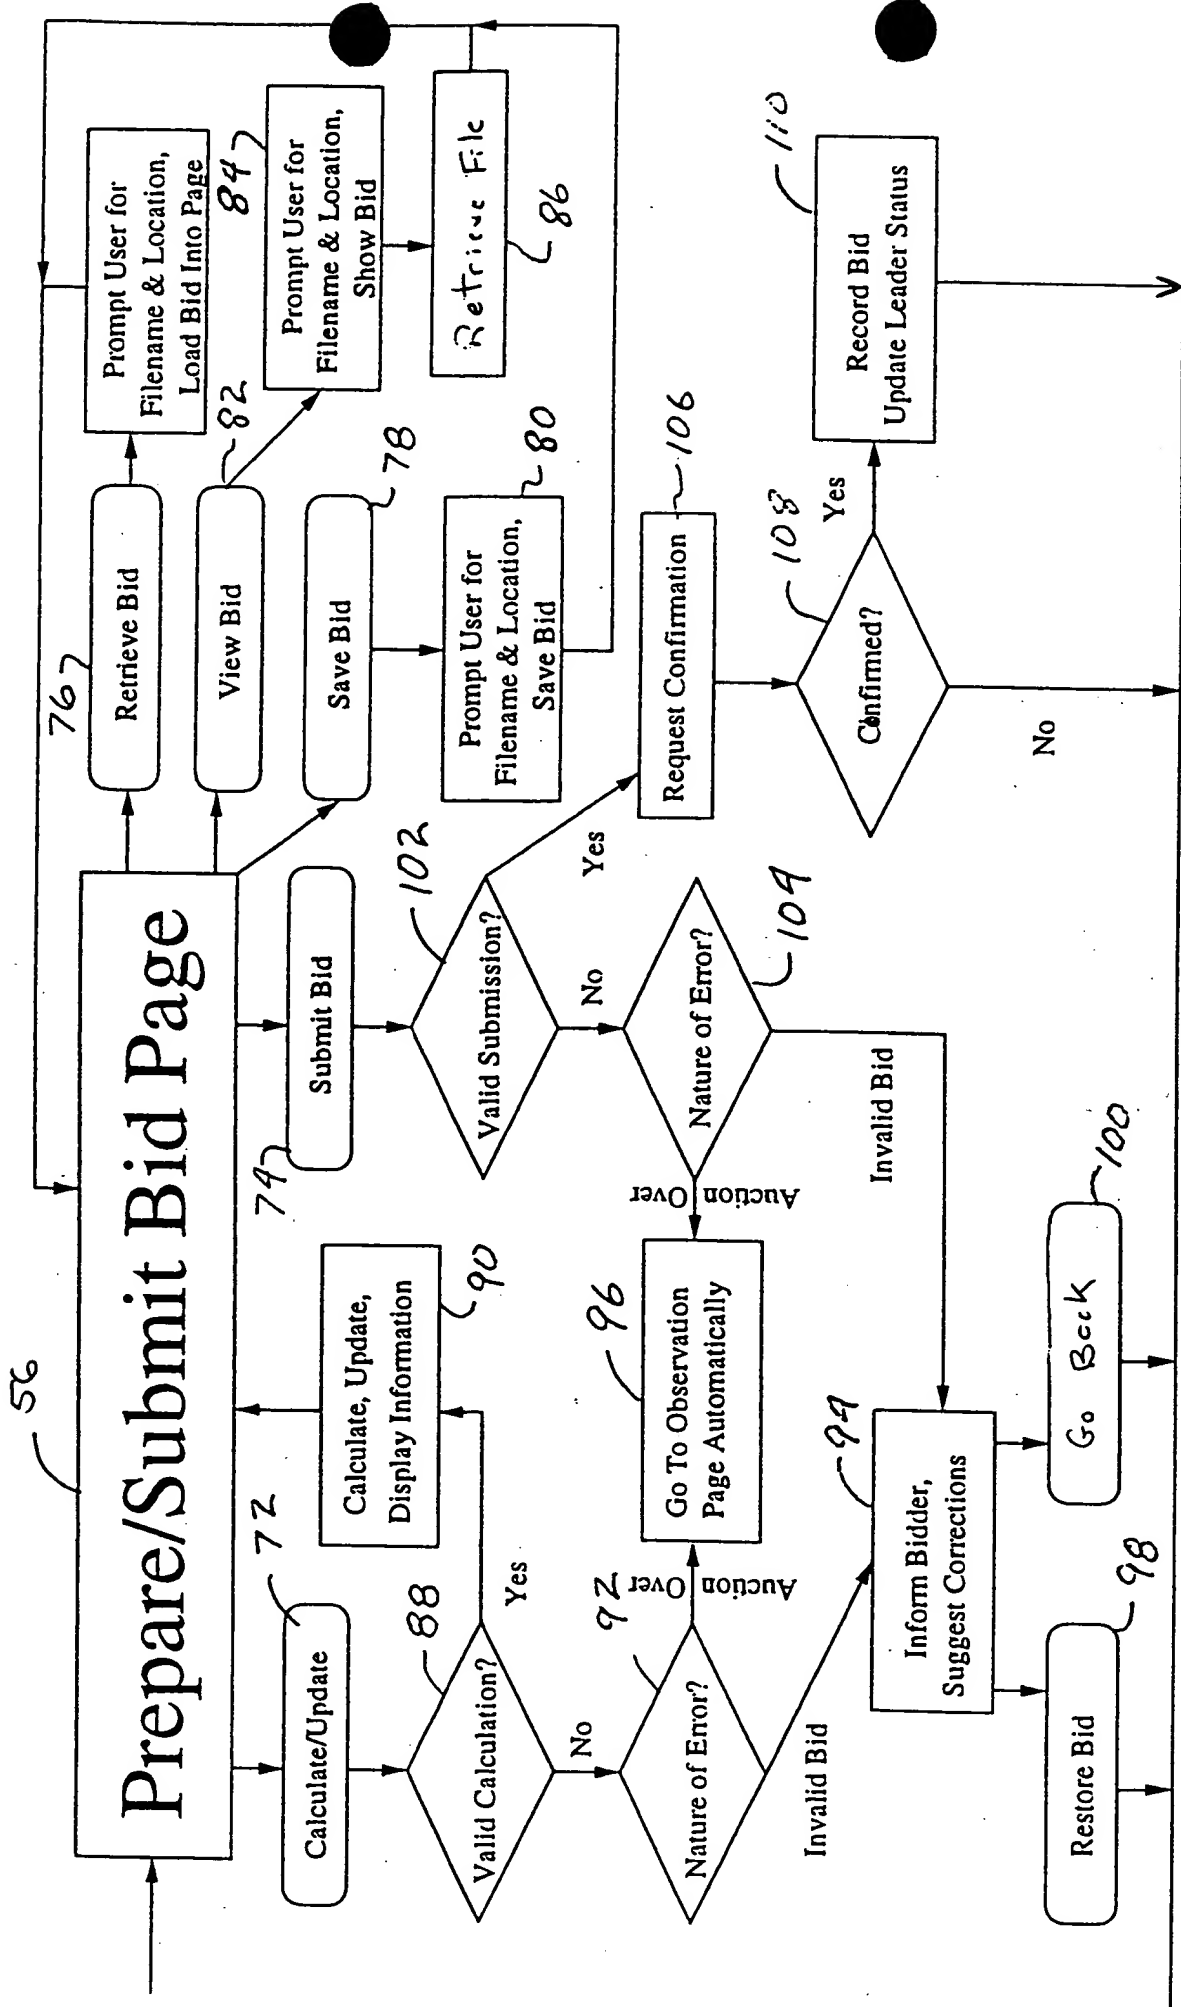 56
Prepare/Submit Bid Page
72
Calculate/Update
88
Valid Calculation?
Yes
No
90
Calculate, Update,
Display Information
92
Nature of Error?
Auction
Over
Invalid Bid
96
Go To Observation
Page Automatically
94
Inform Bidder,
Suggest Corrections
98
Restore Bid
100
Go Back
74
Submit Bid
102
Valid Submission?
Yes
No
104
Nature of Error?
Auction
Over
Invalid Bid
76
Retrieve Bid
Prompt User for
Filename & Location,
Load Bid Into Page
82
View Bid
84
Prompt User for
Filename & Location,
Show Bid
Retrieve File
86
78
Save Bid
80
Prompt User for
Filename & Location,
Save Bid
106
Request Confirmation
108
Confirmed?
Yes
No
110
Record Bid
Update Leader Status